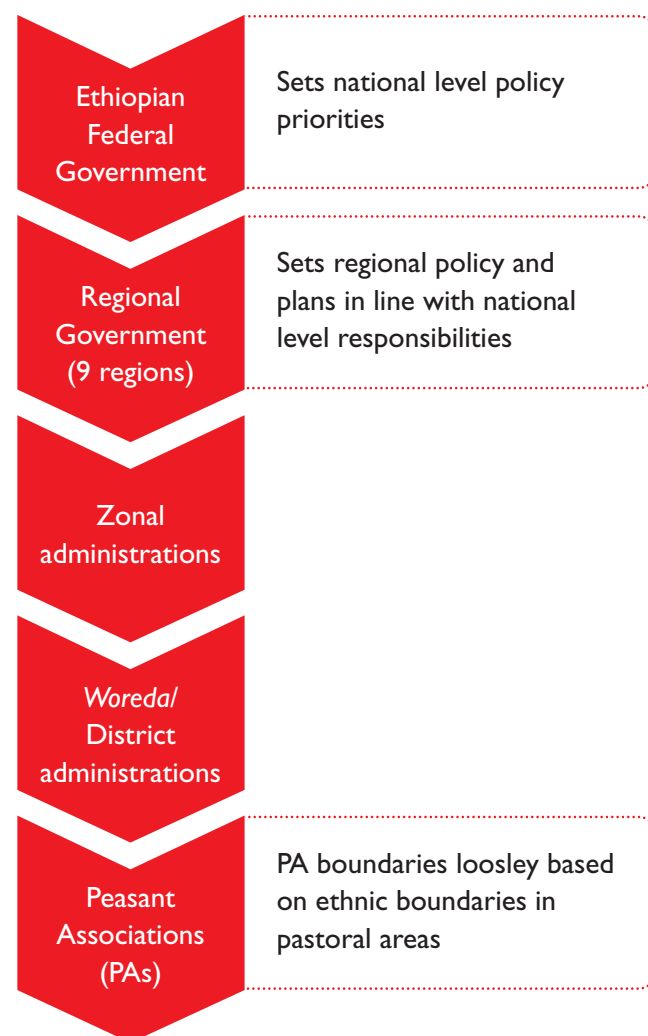 Ethiopian
Federal
Government
Sets national level policy
priorities
Regional
Government
(9 regions)
Sets regional policy and
plans in line with national
level responsibilities
Zonal
administrations
Woreda/
District
administrations
Peasant
Associations
(PAs)
PA boundaries loosley based
on ethnic boundaries in
pastoral areas